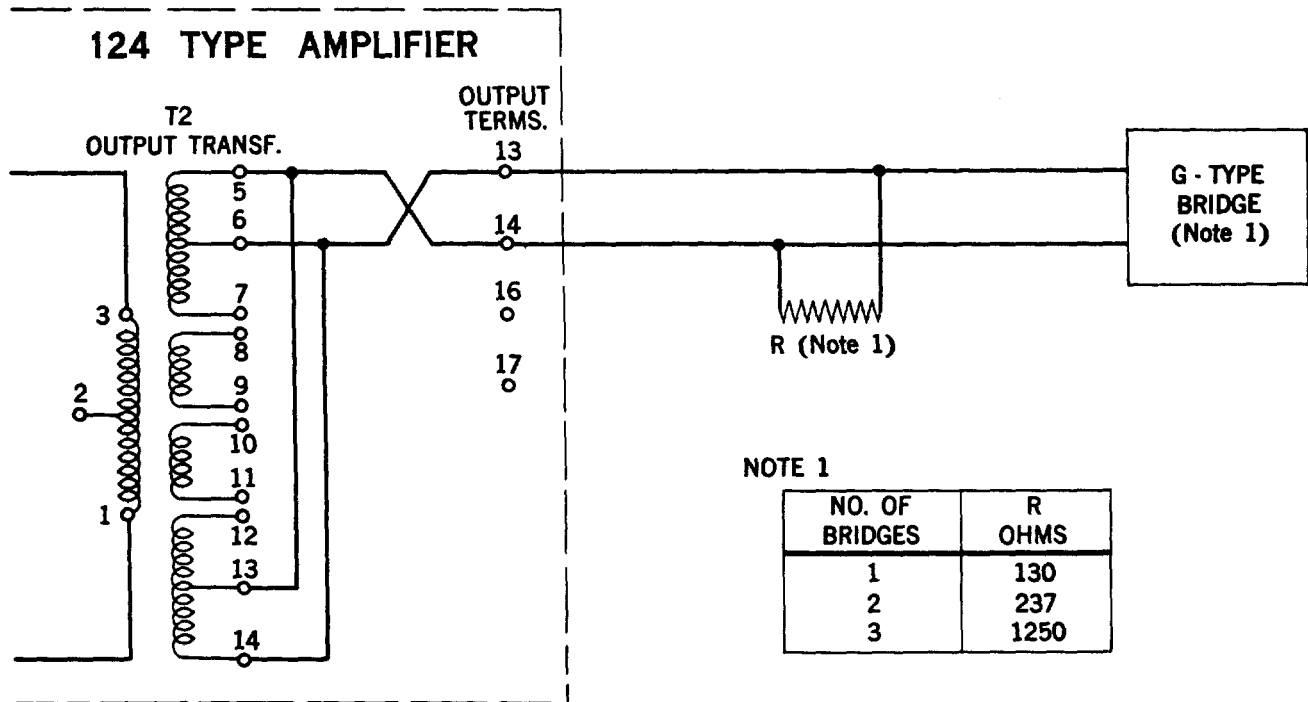 124 TYPE AMPLIFIER
T2
OUTPUT TRANSF.
OUTPUT
TERMS.
5
6
7
8
9
10
11
12
13
14
3
2
1
13
14
16
17
R (Note 1)
G - TYPE
BRIDGE
(Note 1)
NOTE 1
NO. OF BRIDGES R OHMS
1 130
2 237
3 1250